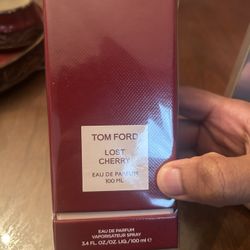 TOM FORD
LOST
CHERRY
EAU DE PARFUM
100 ML
EAU DE PARFUM
VAPORISATEUR SPRAY
3.4 FL. OZ./OZ. LIQ./100 ml ℮